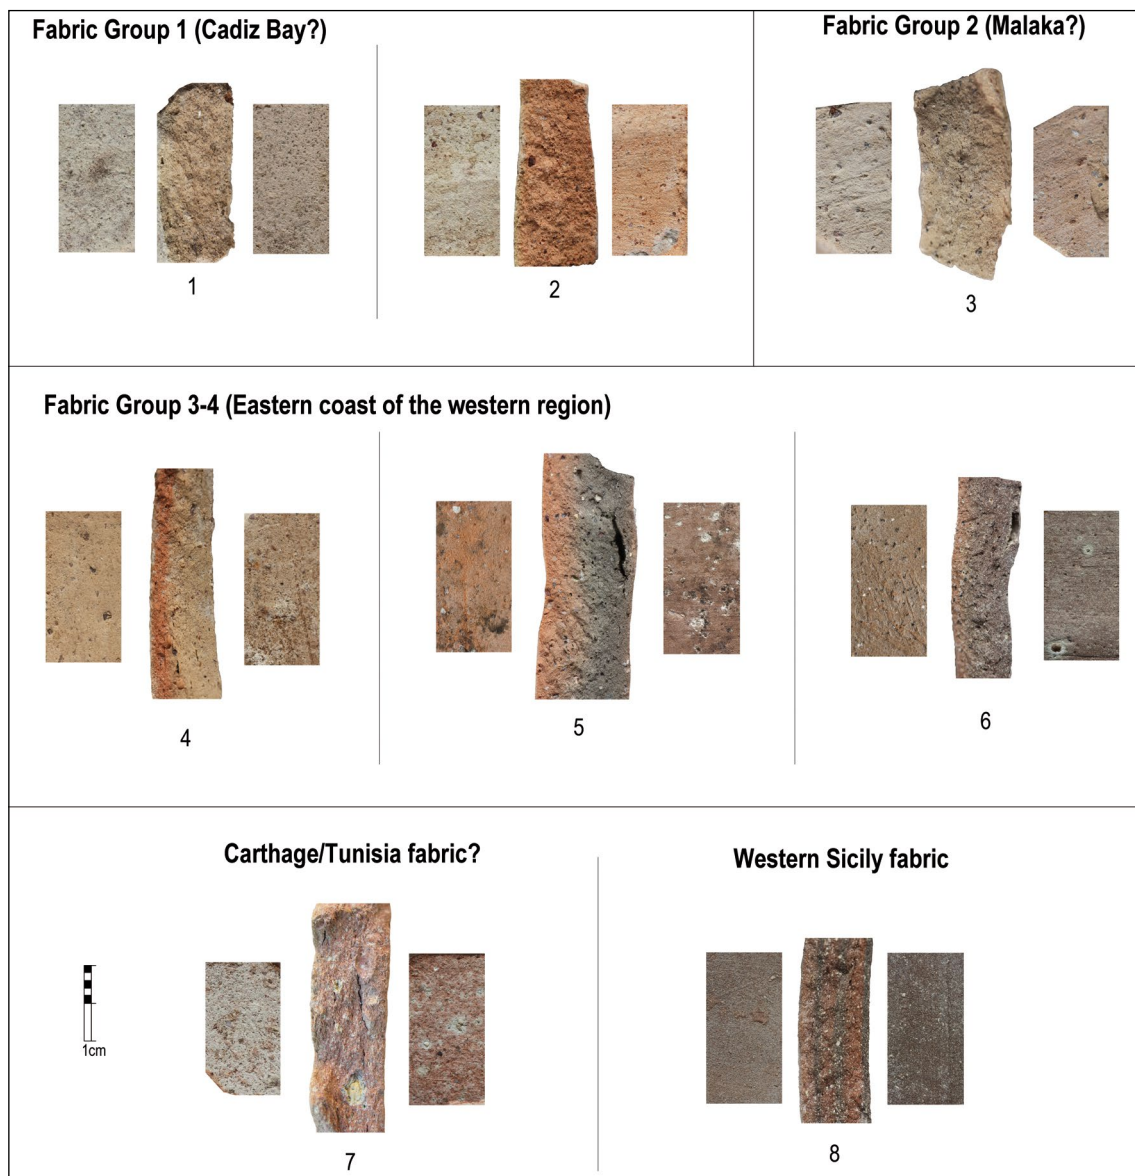 Fabric Group 1 (Cadiz Bay?)
Fabric Group 2 (Malaka?)
1
2
3
Fabric Group 3-4 (Eastern coast of the western region)
4
5
6
Carthage/Tunisia fabric?
Western Sicily fabric
1cm
7
8